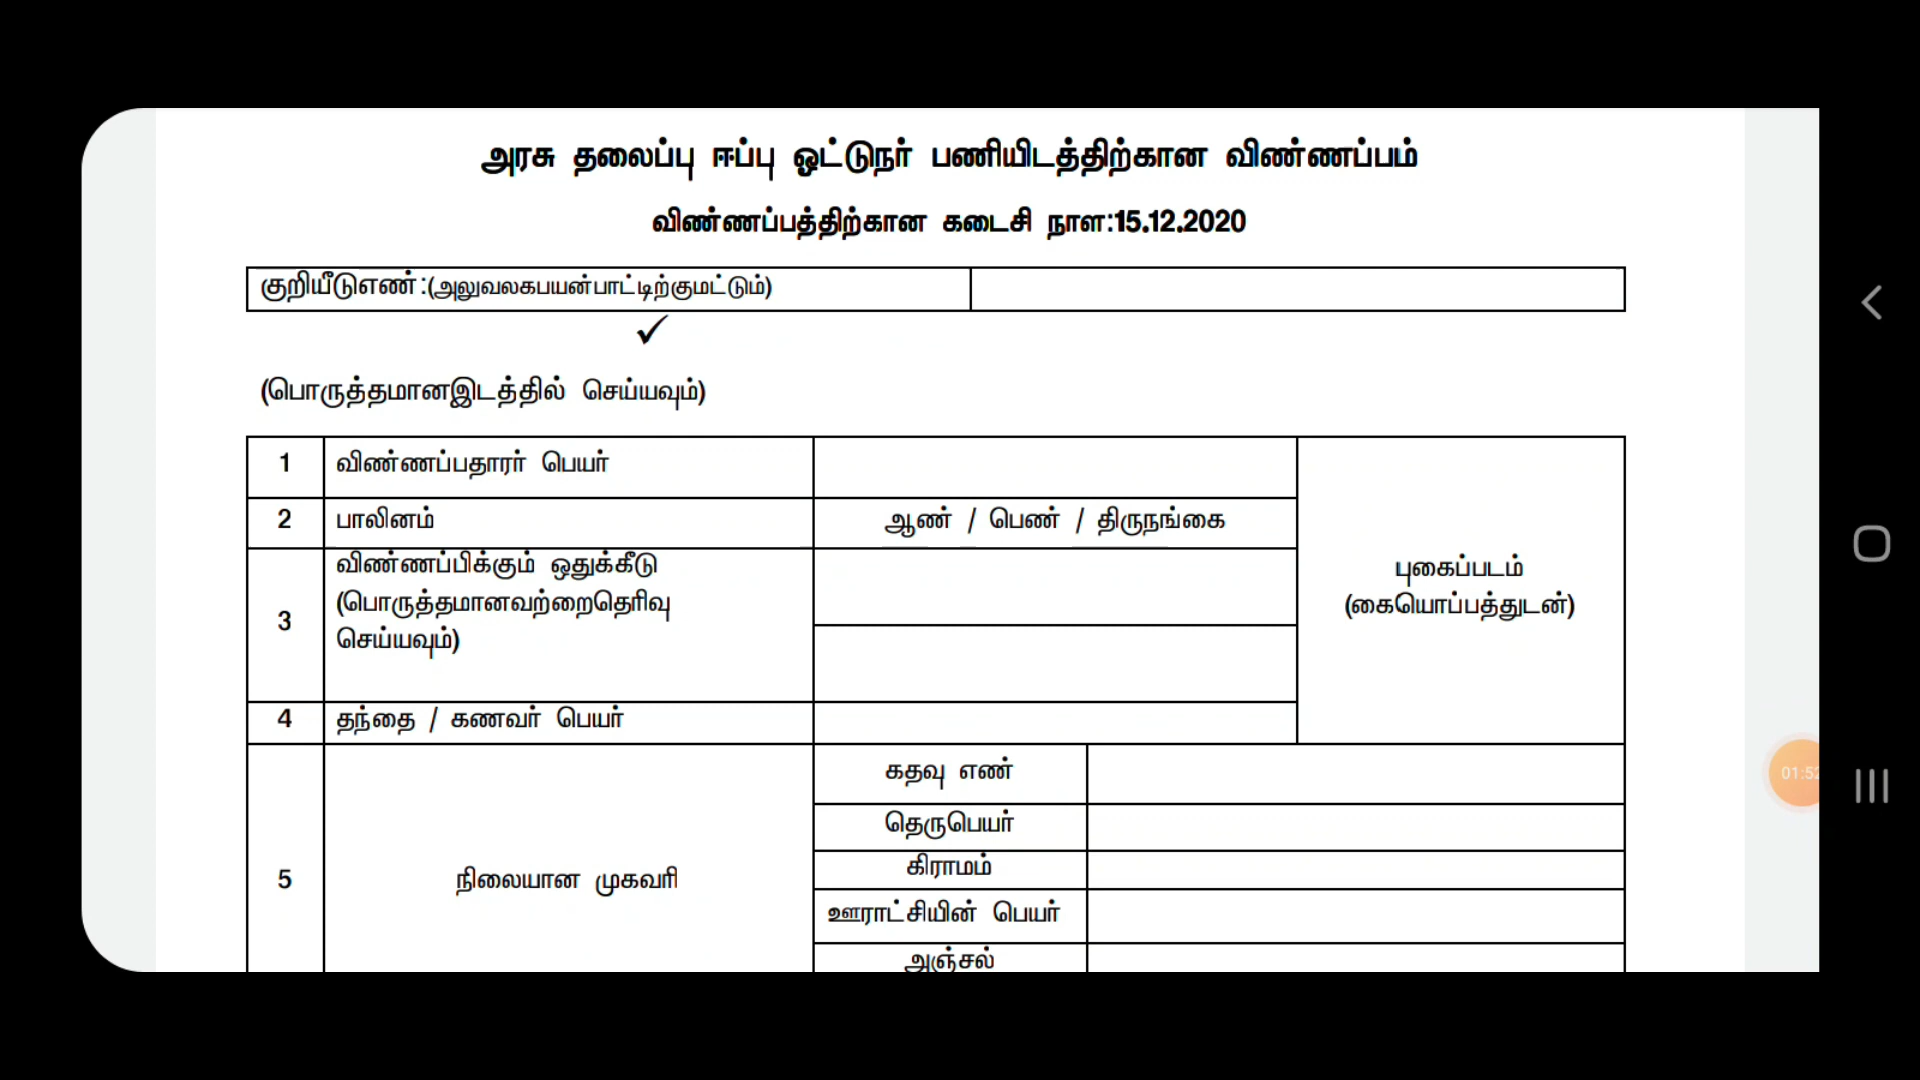 அரசு தலைப்பு ஈப்பு ஓட்டுநர் பணியிடத்திற்கான விண்ணப்பம்
விண்ணப்பத்திற்கான கடைசி நாள:15.12.2020
குறியீடுஎண்:(அலுவலகபயன்பாட்டிற்குமட்டும்)
✓
(பொருத்தமானஇடத்தில் செய்யவும்)
1 விண்ணப்பதாரர் பெயர்
2 பாலினம் ஆண் / பெண் / திருநங்கை
3 விண்ணப்பிக்கும் ஒதுக்கீடு
(பொருத்தமானவற்றைதெரிவு
செய்யவும்)
புகைப்படம்
(கையொப்பத்துடன்)
4 தந்தை / கணவர் பெயர்
5 நிலையான முகவரி
கதவு எண்
தெருபெயர்
கிராமம்
ஊராட்சியின் பெயர்
அஞ்சல்
01:52